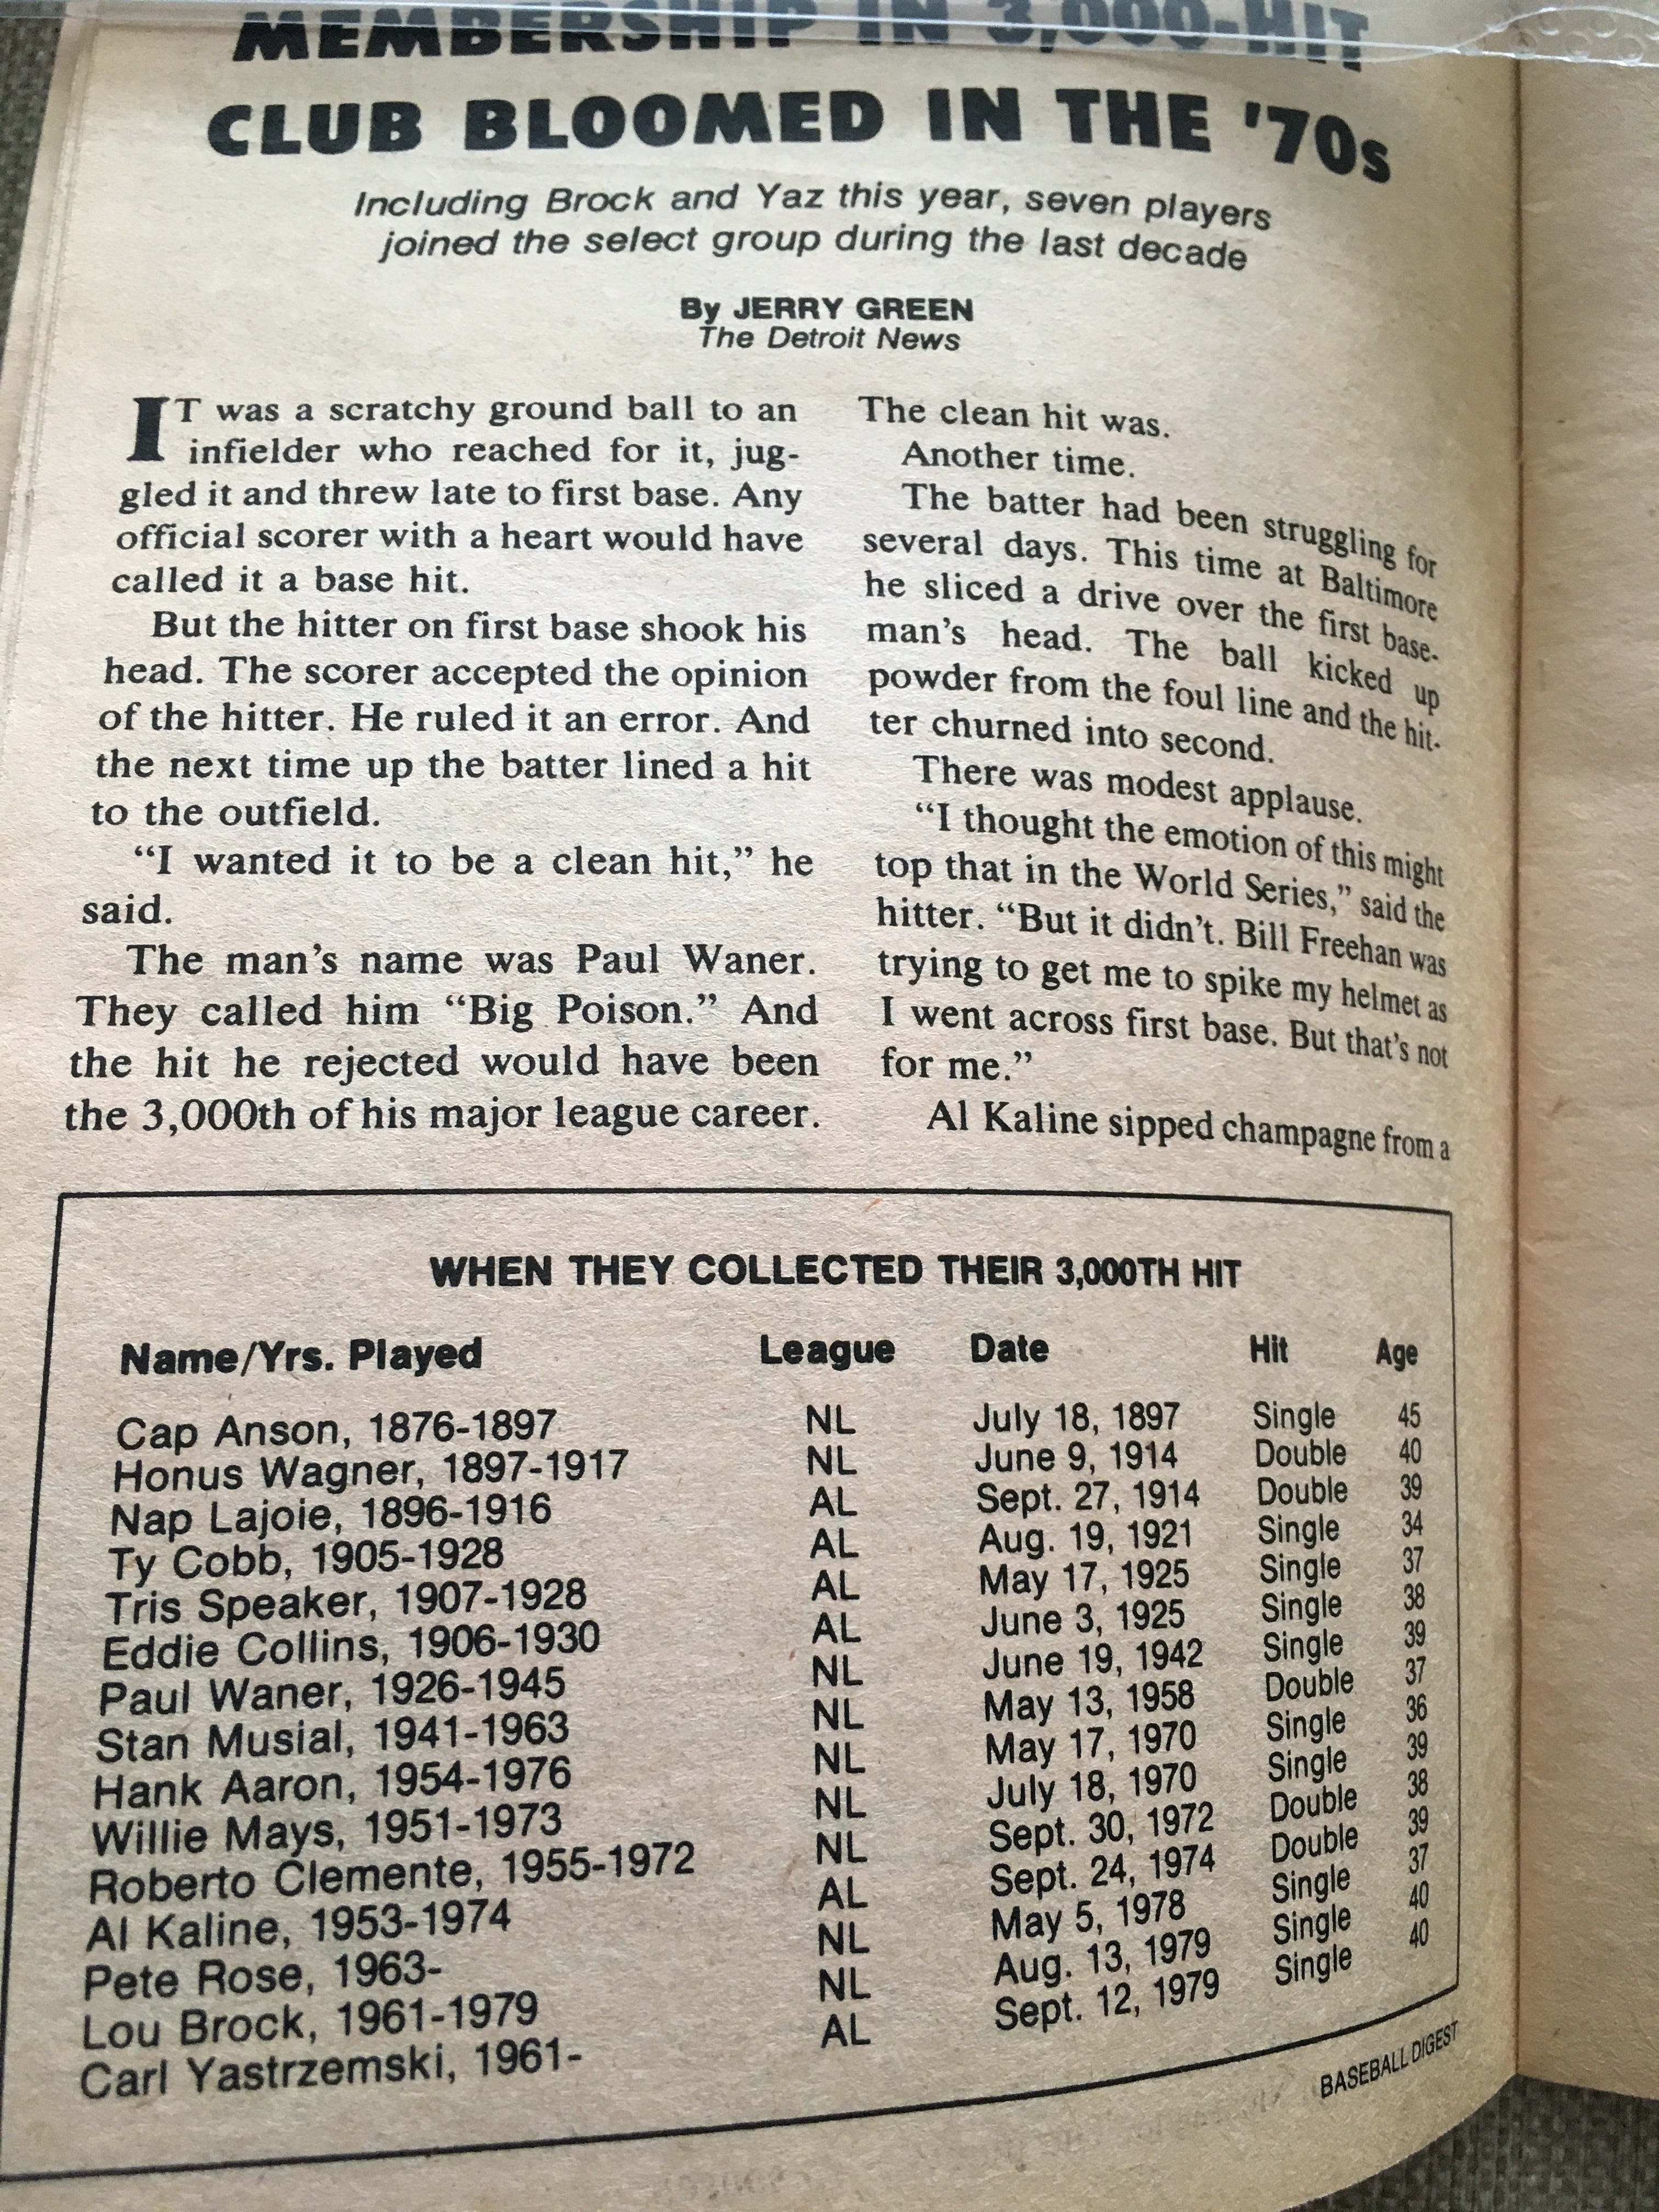 MEMBERSHIP IN 3,000-HIT
CLUB BLOOMED IN THE '70s
Including Brock and Yaz this year, seven players
joined the select group during the last decade
By JERRY GREEN
The Detroit News
IT was a scratchy ground ball to an
infielder who reached for it, jug-
gled it and threw late to first base. Any
official scorer with a heart would have
called it a base hit.
But the hitter on first base shook his
head. The scorer accepted the opinion
of the hitter. He ruled it an error. And
the next time up the batter lined a hit
to the outfield.
“I wanted it to be a clean hit,” he
said.
The man’s name was Paul Waner.
They called him “Big Poison.” And
the hit he rejected would have been
the 3,000th of his major league career.
The clean hit was.
Another time.
The batter had been struggling for
several days. This time at Baltimore
he sliced a drive over the first base-
man’s head. The ball kicked up
powder from the foul line and the hit-
ter churned into second.
There was modest applause.
“I thought the emotion of this might
top that in the World Series,” said the
hitter. “But it didn’t. Bill Freehan was
trying to get me to spike my helmet as
I went across first base. But that’s not
for me.”
Al Kaline sipped champagne from a
WHEN THEY COLLECTED THEIR 3,000TH HIT
Name/Yrs. Played League Date Hit Age
Cap Anson, 1876-1897 NL July 18, 1897 Single 45
Honus Wagner, 1897-1917 NL June 9, 1914 Double 40
Nap Lajoie, 1896-1916 AL Sept. 27, 1914 Double 39
Ty Cobb, 1905-1928 AL Aug. 19, 1921 Single 34
Tris Speaker, 1907-1928 AL May 17, 1925 Single 37
Eddie Collins, 1906-1930 AL June 3, 1925 Single 38
Paul Waner, 1926-1945 NL June 19, 1942 Single 39
Stan Musial, 1941-1963 NL May 13, 1958 Double 37
Hank Aaron, 1954-1976 NL May 17, 1970 Single 36
Willie Mays, 1951-1973 NL July 18, 1970 Single 39
Roberto Clemente, 1955-1972 NL Sept. 30, 1972 Double 38
Al Kaline, 1953-1974 AL Sept. 24, 1974 Double 39
Pete Rose, 1963- NL May 5, 1978 Single 37
Lou Brock, 1961-1979 NL Aug. 13, 1979 Single 40
Carl Yastrzemski, 1961- AL Sept. 12, 1979 Single 40
BASEBALL DIGEST